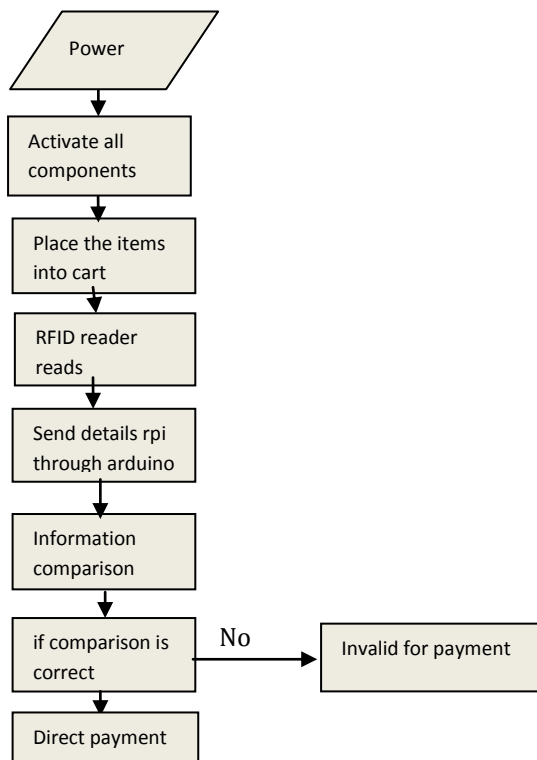 Power
Activate all
components
Place the items
into cart
RFID reader
reads
Send details rpi
through arduino
Information
comparison
if comparison is
correct
No
Invalid for payment
Direct payment